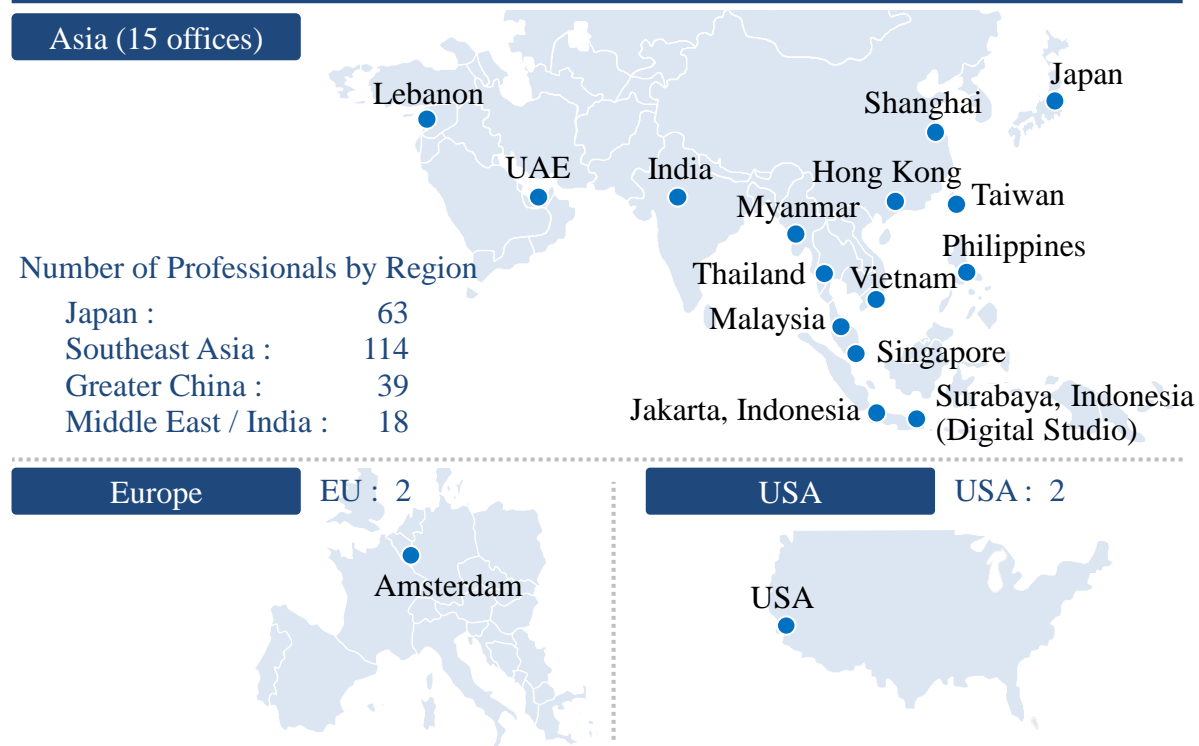 Asia (15 offices)
Lebanon
Japan
Shanghai
UAE
India
Hong Kong
Taiwan
Myanmar
Philippines
Number of Professionals by Region
Thailand
Vietnam
Japan : 63
Malaysia
Southeast Asia : 114
Singapore
Greater China : 39
Middle East / India : 18
Jakarta, Indonesia
Surabaya, Indonesia
(Digital Studio)
Europe
EU : 2
USA
USA : 2
Amsterdam
USA